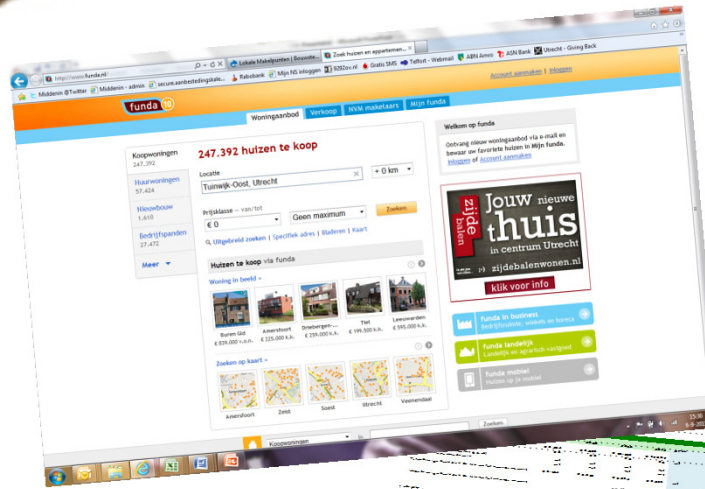 http://www.funda.nl/
Lokale Makelpunten | Bouwste...
Zoek huizen en appartemen...
Middenin @Twitter
Middenin - admin
secure.aanbestedingskale...
Rabobank
Mijn NS inloggen
9292ov.nl
Gratis SMS
Telfort - Webmail
ABN Amro
ASN Bank
Utrecht - Giving Back
funda 10
Account aanmaken | Inloggen
Woningaanbod
Verkoop
NVM makelaars
Mijn funda
Koopwoningen
247.392
Huurwoningen
57.424
Nieuwbouw
1.610
Bedrijfspanden
27.472
Meer
247.392 huizen te koop
Locatie
Tuinwijk-Oost, Utrecht
+ 0 km
Prijsklasse - van/tot
€ 0
Geen maximum
Zoeken
Uitgebreid zoeken | Specifiek adres | Bladeren | Kaart
Huizen te koop via funda
Woning in beeld
Buren Gld
€ 839.000 v.o.n.
Amersfoort
€ 225.000 k.k.
Driebergen-...
€ 259.000 k.k.
Tiel
€ 199.500 k.k.
Leeuwarden
€ 595.000 k.k.
Zoeken op kaart
Amersfoort
Zeist
Soest
Utrecht
Veenendaal
Koopwoningen
in
Zoeken
Welkom op funda
Ontvang nieuw woningaanbod via e-mail en
bewaar uw favoriete huizen in Mijn funda.
Inloggen of Account aanmaken
zijde
balen
Jouw nieuwe
thuis
in centrum Utrecht
:-) zijdebalenwonen.nl
klik voor info
funda in business
Bedrijfsruimte, winkels en horeca
funda landelijk
Landelijk en agrarisch vastgoed
funda mobiel
Huizen op je mobiel